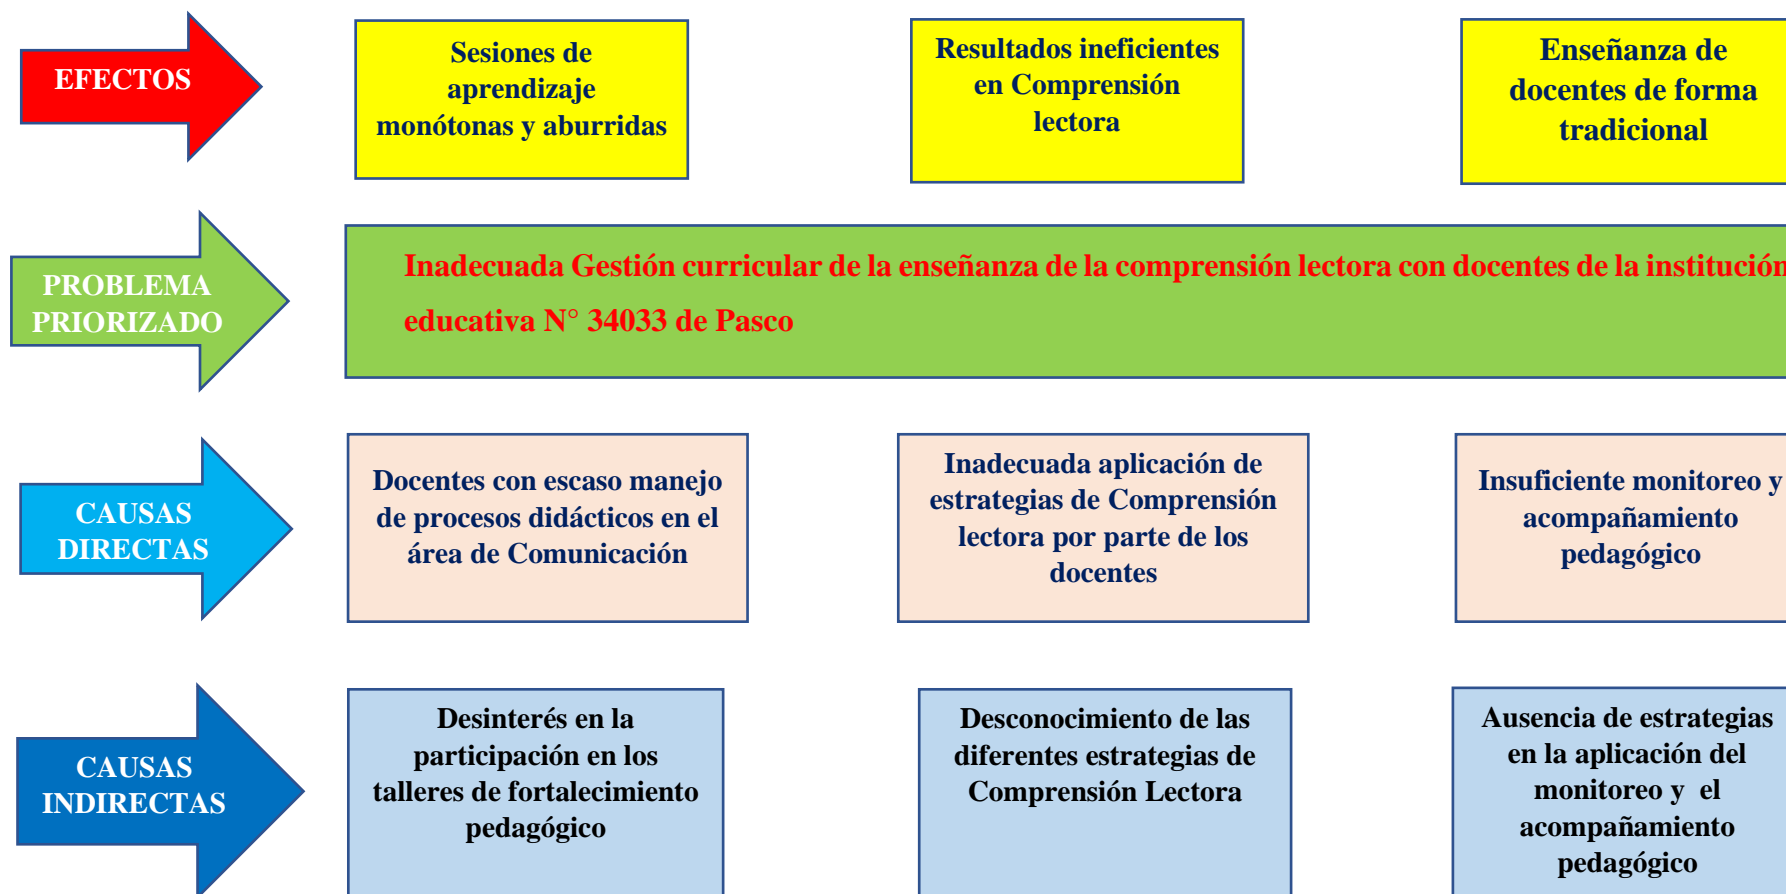 EFECTOS
Sesiones de
aprendizaje
monótonas y aburridas
Resultados ineficientes
en Comprensión
lectora
Enseñanza de
docentes de forma
tradicional
PROBLEMA
PRIORIZADO
Inadecuada Gestión curricular de la enseñanza de la comprensión lectora con docentes de la institución
educativa N° 34033 de Pasco
CAUSAS
DIRECTAS
Docentes con escaso manejo
de procesos didácticos en el
área de Comunicación
Inadecuada aplicación de
estrategias de Comprensión
lectora por parte de los
docentes
Insuficiente monitoreo y
acompañamiento
pedagógico
CAUSAS
INDIRECTAS
Desinterés en la
participación en los
talleres de fortalecimiento
pedagógico
Desconocimiento de las
diferentes estrategias de
Comprensión Lectora
Ausencia de estrategias
en la aplicación del
monitoreo y el
acompañamiento
pedagógico